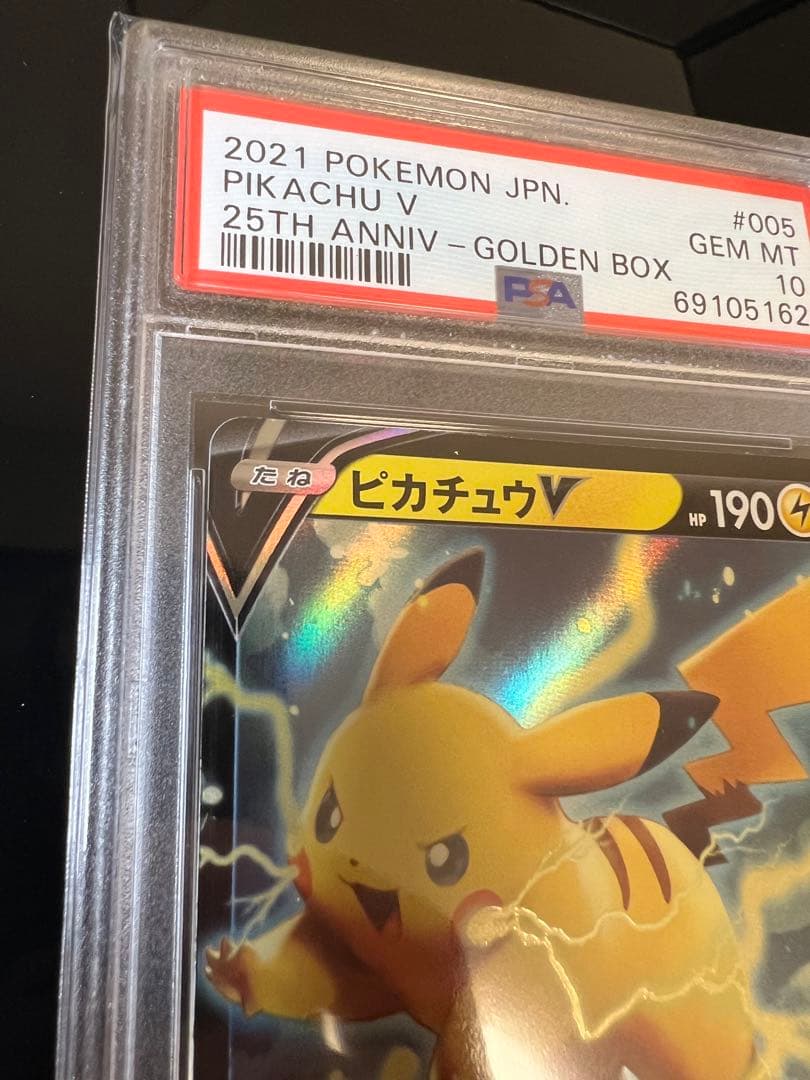 2021 POKEMON JPN.
#005
PIKACHU V
GEM MT
25TH ANNIV – GOLDEN BOX
10
PSA
69105162
たね
ピカチュウV
HP 190